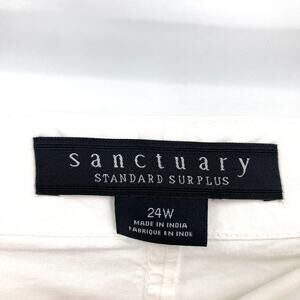 sanctuary
STANDARD SURPLUS
24W
MADE IN INDIA
FABRIQUE EN INDE